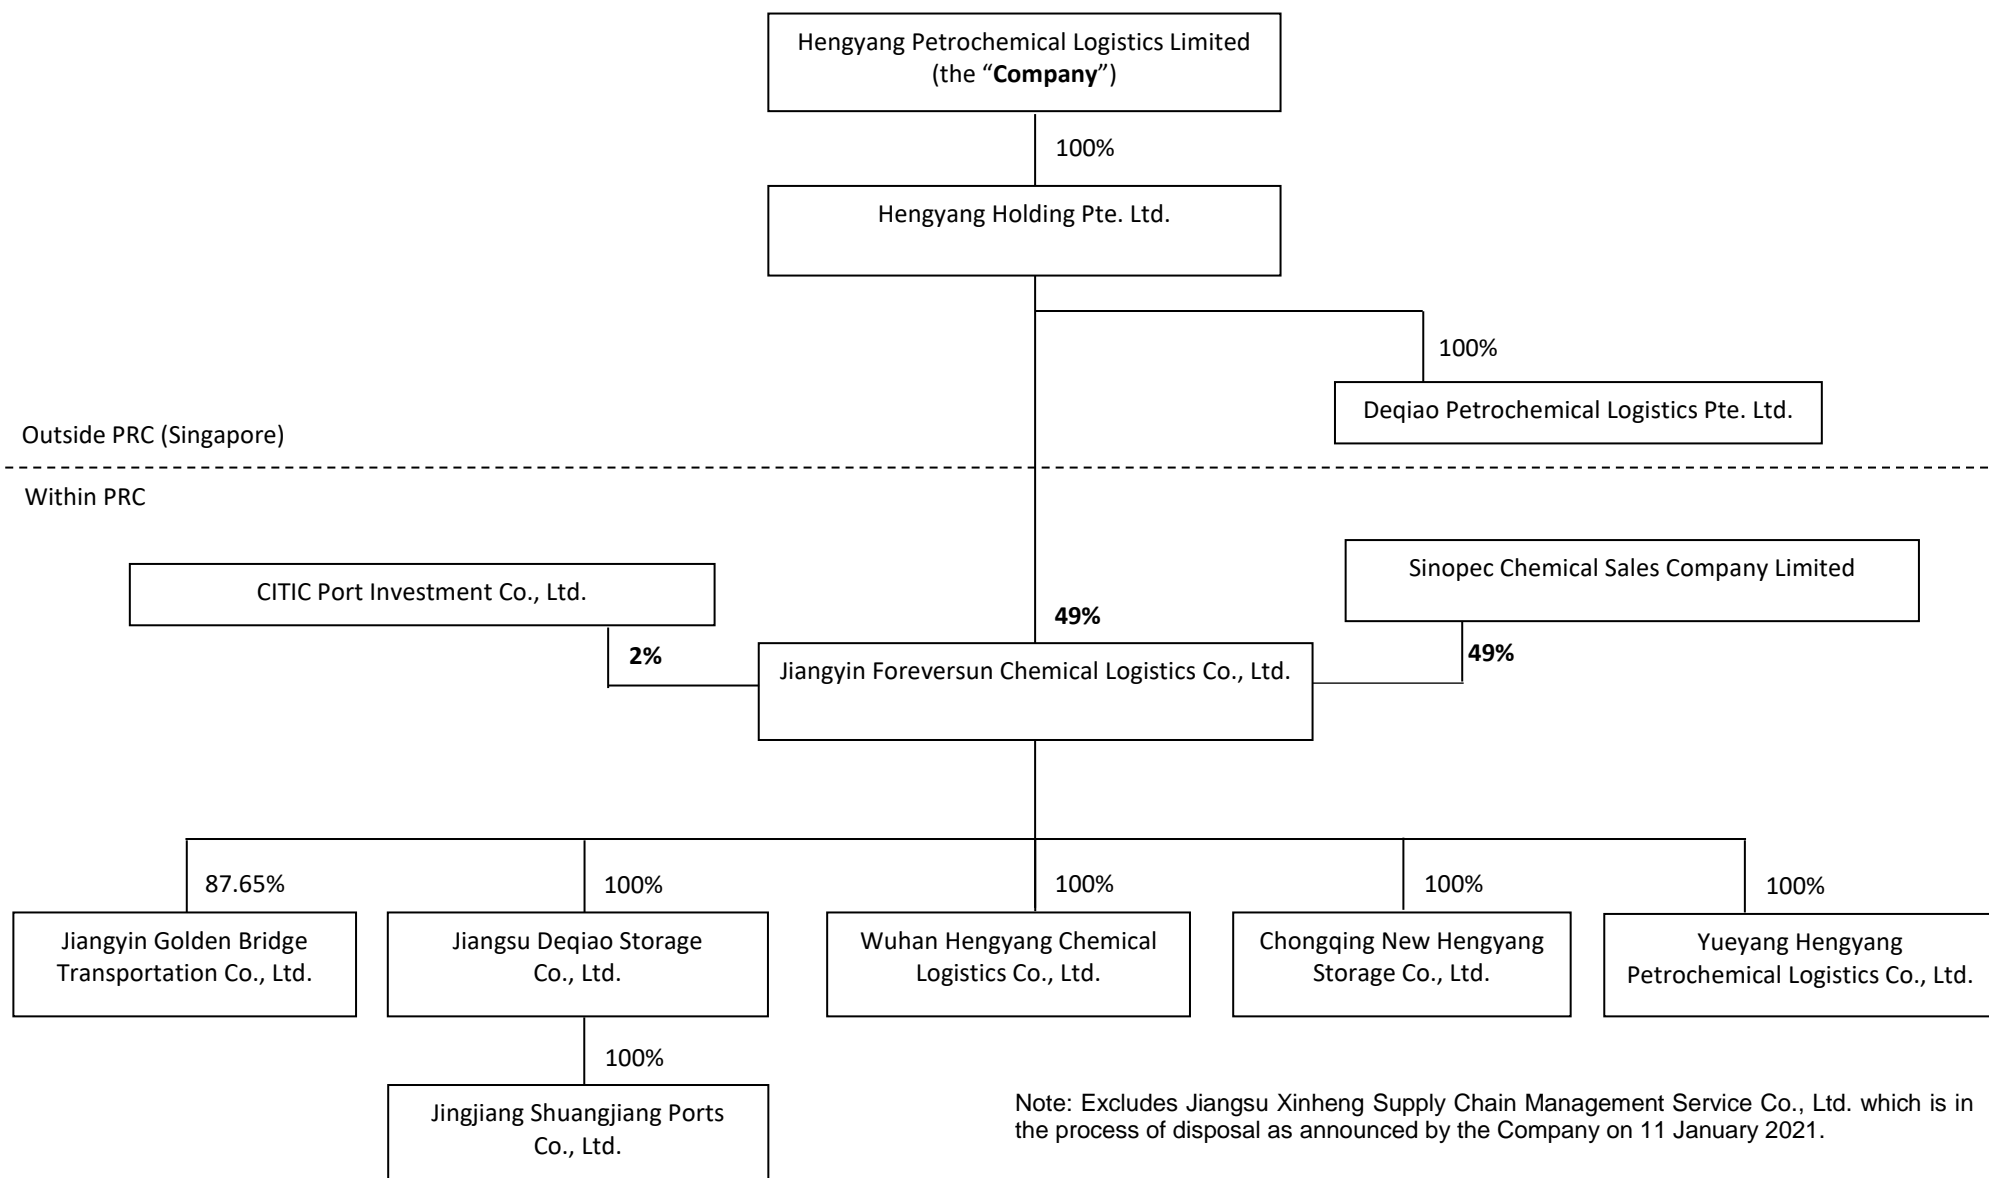 Hengyang Petrochemical Logistics Limited
(the “Company”)
100%
Hengyang Holding Pte. Ltd.
100%
Deqiao Petrochemical Logistics Pte. Ltd.
Outside PRC (Singapore)
Within PRC
CITIC Port Investment Co., Ltd.
Sinopec Chemical Sales Company Limited
49%
2%
49%
Jiangyin Foreversun Chemical Logistics Co., Ltd.
87.65%
100%
100%
100%
100%
Jiangyin Golden Bridge
Transportation Co., Ltd.
Jiangsu Deqiao Storage
Co., Ltd.
Wuhan Hengyang Chemical
Logistics Co., Ltd.
Chongqing New Hengyang
Storage Co., Ltd.
Yueyang Hengyang
Petrochemical Logistics Co., Ltd.
100%
Jingjiang Shuangjiang Ports
Co., Ltd.
Note: Excludes Jiangsu Xinheng Supply Chain Management Service Co., Ltd. which is in
the process of disposal as announced by the Company on 11 January 2021.